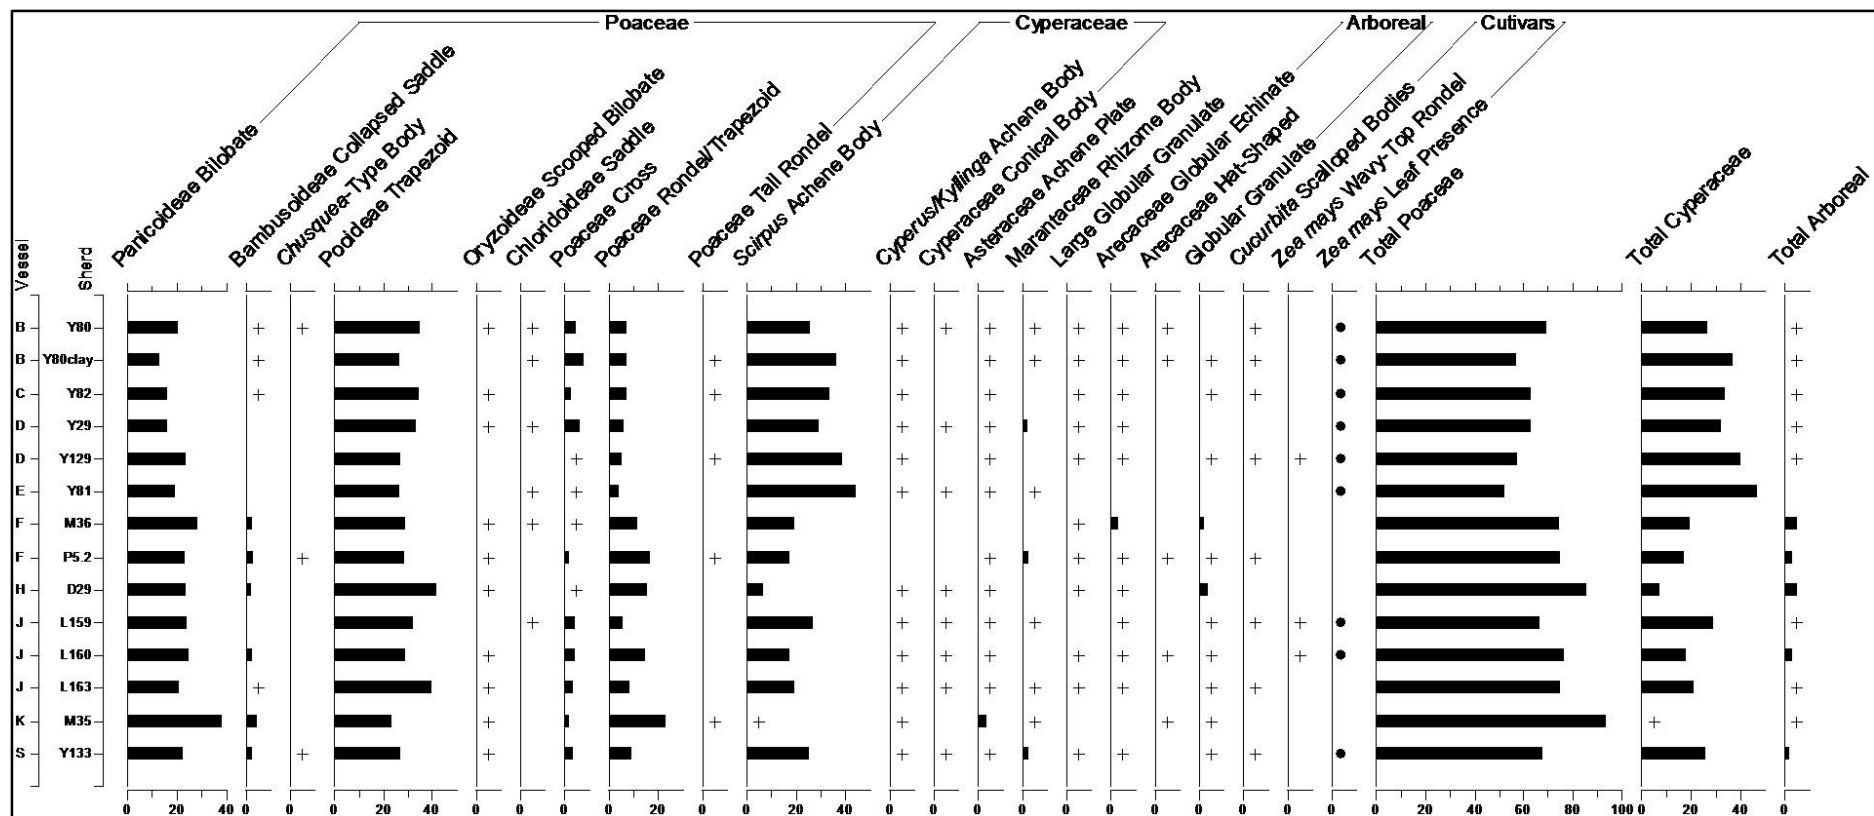 Poaceae Cyperaceae Arboreal Cutivars
Vessel
Sherd
Panicoideae Bilobate
Bambusoideae Collapsed Saddle
Chusquea-Type Body
Pooideae Trapezoid
Oryzoideae Scooped Bilobate
Chloridoideae Saddle
Poaceae Cross
Poaceae Rondel/Trapezoid
Poaceae Tall Rondel
Scirpus Achene Body
Cyperus/Kyllinga Achene Body
Cyperaceae Conical Body
Cyperaceae Achene Plate
Asteraceae Achene Plate
Marantaceae Rhizome Body
Large Globular Granulate
Arecaceae Globular Echinate
Arecaceae Hat-Shaped
Globular Granulate
Cucurbita Scalloped Bodies
Zea mays Wavy-Top Rondel
Zea mays Leaf Presence
Total Poaceae
Total Cyperaceae
Total Arboreal
B Y80
B Y80clay
C Y82
D Y29
D Y129
E Y81
F M36
F P5.2
H D29
J L159
J L160
J L163
K M35
S Y133
0 20 40 0 0 0 20 40 0 0 0 0 20 0 0 20 40 0 0 0 0 0 0 0 0 0 0 0 0 20 40 60 80 100 0 20 40 0